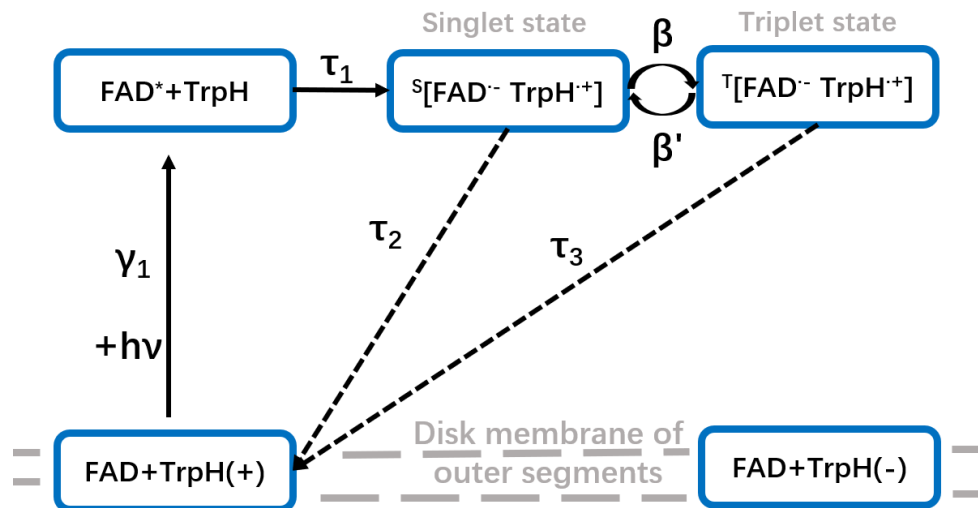 Singlet state
Triplet state
FAD*+TrpH
τ₁
ˢ[FAD·- TrpH·+]
β
β'
ᵀ[FAD·- TrpH·+]
γ₁
+hν
τ₂
τ₃
FAD+TrpH(+)
Disk membrane of
outer segments
FAD+TrpH(-)